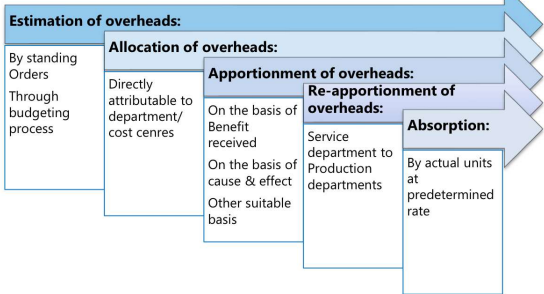 Estimation of overheads:
By standing
Orders
Through
budgeting
process
Allocation of overheads:
Directly
attributable to
department/
cost cenres
Apportionment of overheads:
On the basis of
Benefit
received
On the basis of
cause & effect
Other suitable
basis
Re-apportionment of
overheads:
Service
department to
Production
departments
Absorption:
By actual units
at
predetermined
rate